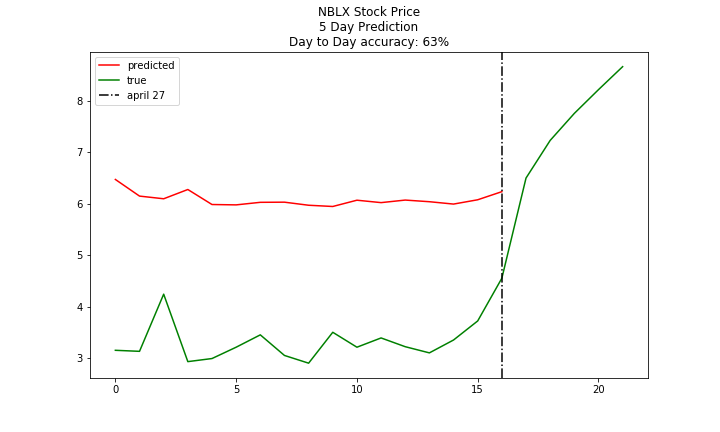 NBLX Stock Price
5 Day Prediction
Day to Day accuracy: 63%
predicted
true
april 27
8
7
6
5
4
3
0 5 10 15 20